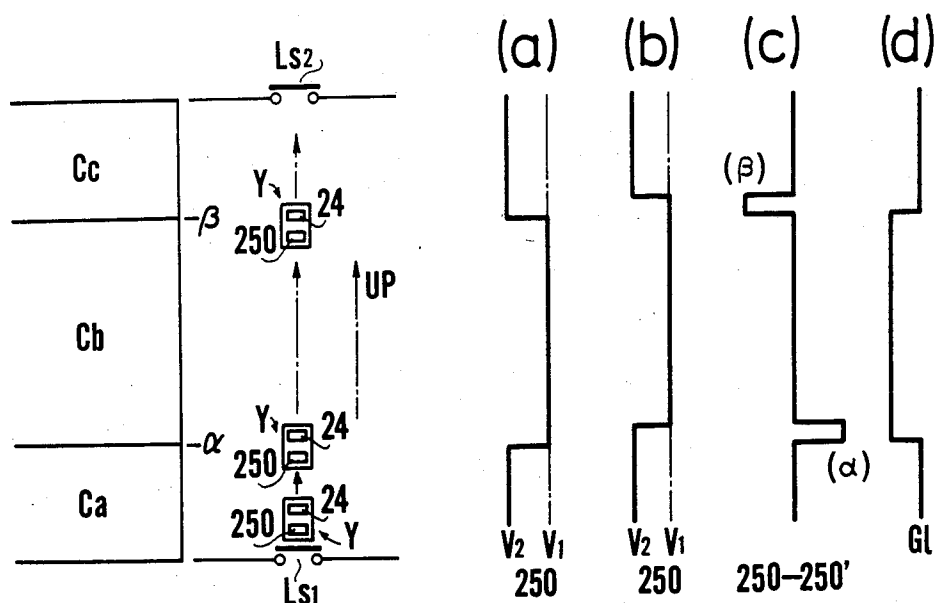 (a) (b) (c) (d)
Ls2
Cc
Y
24
(β)
β
250
UP
Cb
Y
24
α
250
(α)
Ca
24
250
Y
V2 V1 V2 V1 Gl
250 250 250–250'
Ls1